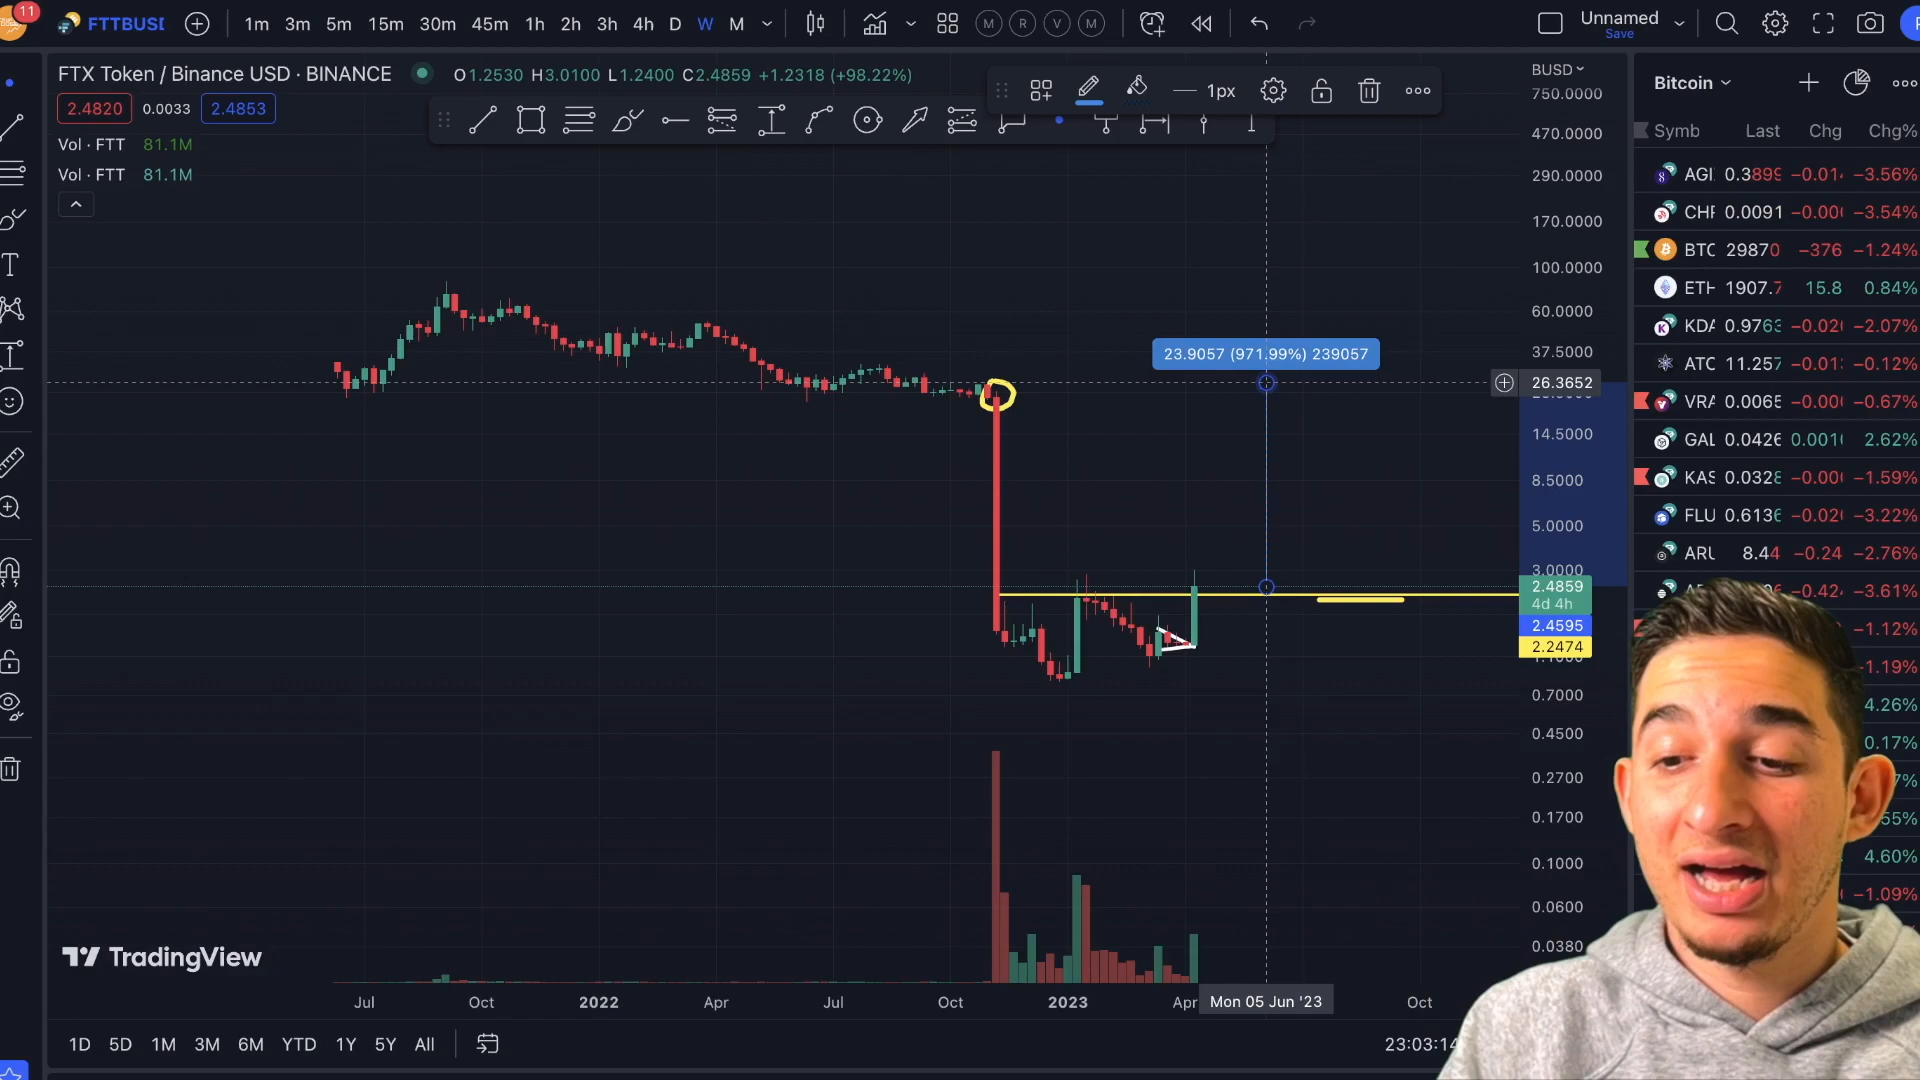 11
FTTBUSI
1m 3m 5m 15m 30m 45m 1h 2h 3h 4h D W M
M R V M
Unnamed
Save
FTX Token / Binance USD · BINANCE
O1.2530 H3.0100 L1.2400 C2.4859 +1.2318 (+98.22%)
2.4820 0.0033 2.4853
1px
Vol · FTT 81.1M
Vol · FTT 81.1M
BUSD
750.0000
470.0000
290.0000
170.0000
100.0000
60.0000
37.5000
26.3652
14.5000
8.5000
5.0000
3.0000
2.4859
4d 4h
2.4595
2.2474
0.7000
0.4500
0.2700
0.1700
0.1000
0.0600
0.0380
23.9057 (971.99%) 239057
Bitcoin
Symb Last Chg Chg%
AGI 0.3899 −0.014 −3.56%
CHF 0.0091 −0.000 −3.54%
BTC 29870 −376 −1.24%
ETH 1907.7 15.8 0.84%
KDA 0.9763 −0.020 −2.07%
ATC 11.257 −0.01 −0.12%
VRA 0.0065 −0.000 −0.67%
GAL 0.0426 0.0010 2.62%
KAS 0.0328 −0.000 −1.59%
FLU 0.6136 −0.020 −3.22%
ARU 8.44 −0.24 −2.76%
−0.42 −3.61%
−1.12%
−1.19%
4.26%
0.17%
7%
55%
4.60%
−1.09%
TradingView
Jul Oct 2022 Apr Jul Oct 2023 Apr Mon 05 Jun '23 Oct
1D 5D 1M 3M 6M YTD 1Y 5Y All
23:03:14